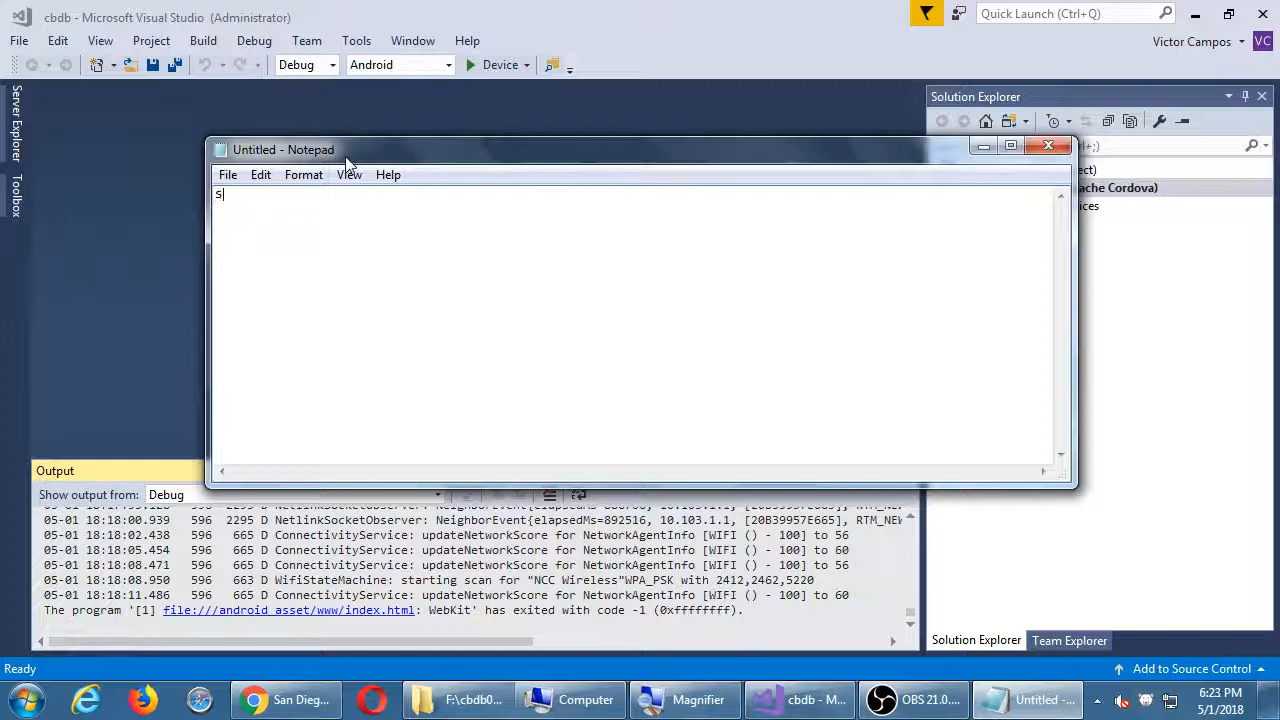 cbdb - Microsoft Visual Studio (Administrator)
Quick Launch (Ctrl+Q)
File Edit View Project Build Debug Team Tools Window Help
Victor Campos VC
Debug Android Device
Server Explorer
Toolbox
Solution Explorer
+;)
ect)
ache Cordova)
ices
Untitled - Notepad
File Edit Format View Help
s
Output
Show output from: Debug
05-01 18:18:00.939 596 2295 D NetlinkSocketObserver: NeighborEvent{elapsedMs=892516, 10.103.1.1, [20B39957E665], RTM_NEW
05-01 18:18:02.438 596 665 D ConnectivityService: updateNetworkScore for NetworkAgentInfo [WIFI () - 100] to 56
05-01 18:18:05.454 596 665 D ConnectivityService: updateNetworkScore for NetworkAgentInfo [WIFI () - 100] to 60
05-01 18:18:08.471 596 665 D ConnectivityService: updateNetworkScore for NetworkAgentInfo [WIFI () - 100] to 56
05-01 18:18:08.950 596 663 D WifiStateMachine: starting scan for "NCC Wireless"WPA_PSK with 2412,2462,5220
05-01 18:18:11.486 596 665 D ConnectivityService: updateNetworkScore for NetworkAgentInfo [WIFI () - 100] to 60
The program '[1] file:///android_asset/www/index.html: WebKit' has exited with code -1 (0xffffffff).
Solution Explorer Team Explorer
Ready
Add to Source Control
San Dieg...
F:\cbdb0...
Computer
Magnifier
cbdb - M...
OBS 21.0....
Untitled -...
6:23 PM
5/1/2018